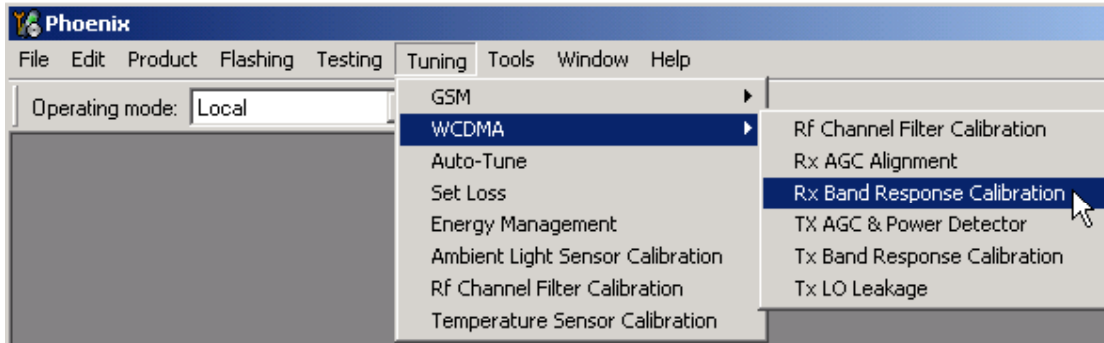 Phoenix
File Edit Product Flashing Testing Tuning Tools Window Help
Operating mode: Local
GSM
WCDMA
Auto-Tune
Set Loss
Energy Management
Ambient Light Sensor Calibration
Rf Channel Filter Calibration
Temperature Sensor Calibration
Rf Channel Filter Calibration
Rx AGC Alignment
Rx Band Response Calibration
TX AGC & Power Detector
Tx Band Response Calibration
Tx LO Leakage